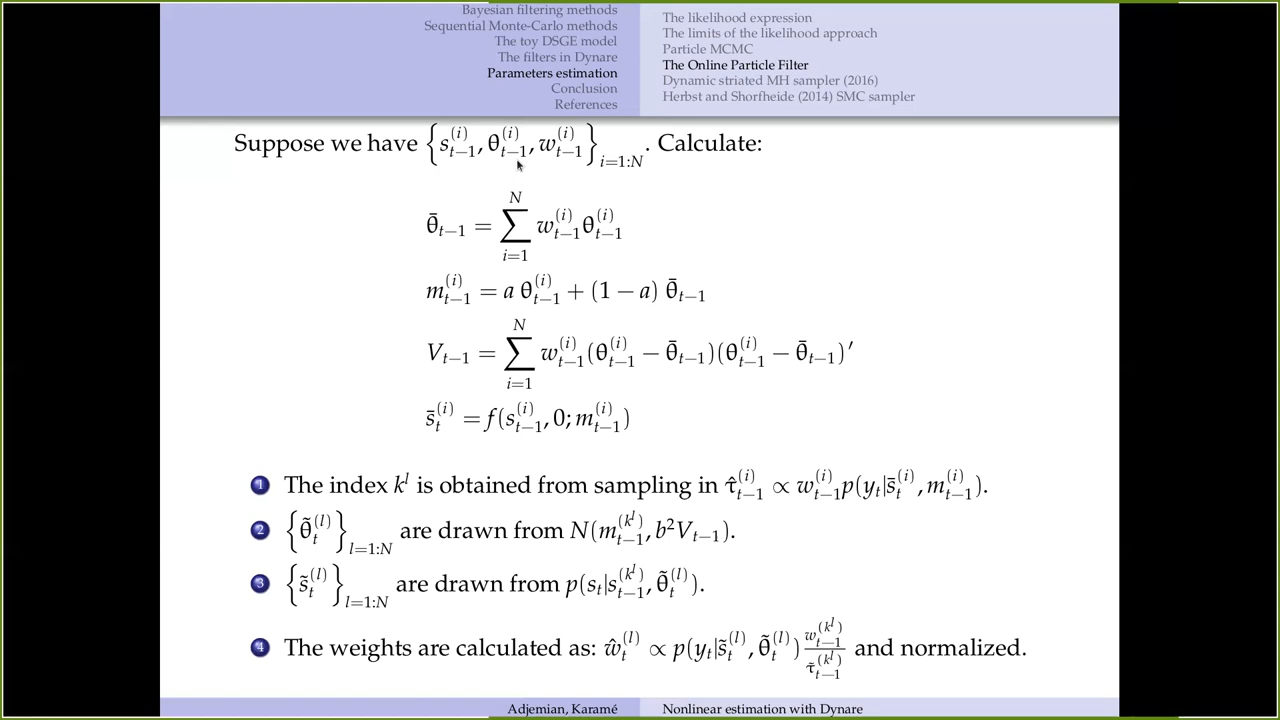 Bayesian filtering methods
Sequential Monte-Carlo methods
The toy DSGE model
The filters in Dynare
Parameters estimation
Conclusion
References
The likelihood expression
The limits of the likelihood approach
Particle MCMC
The Online Particle Filter
Dynamic striated MH sampler (2016)
Herbst and Shorfheide (2014) SMC sampler
Suppose we have {s_{t−1}^{(i)}, θ_{t−1}^{(i)}, w_{t−1}^{(i)}}_{i=1:N}. Calculate:
θ̄_{t−1} = ∑_{i=1}^{N} w_{t−1}^{(i)} θ_{t−1}^{(i)}
m_{t−1}^{(i)} = a θ_{t−1}^{(i)} + (1 − a) θ̄_{t−1}
V_{t−1} = ∑_{i=1}^{N} w_{t−1}^{(i)} (θ_{t−1}^{(i)} − θ̄_{t−1})(θ_{t−1}^{(i)} − θ̄_{t−1})′
s̄_t^{(i)} = f(s_{t−1}^{(i)}, 0; m_{t−1}^{(i)})
1 The index k^l is obtained from sampling in τ̂_{t−1}^{(i)} ∝ w_{t−1}^{(i)} p(y_t|s̄_t^{(i)}, m_{t−1}^{(i)}).
2 {θ̃_t^{(l)}}_{l=1:N} are drawn from N(m_{t−1}^{(k^l)}, b²V_{t−1}).
3 {s̃_t^{(l)}}_{l=1:N} are drawn from p(s_t|s_{t−1}^{(k^l)}, θ̃_t^{(l)}).
4 The weights are calculated as: ŵ_t^{(l)} ∝ p(y_t|s̃_t^{(l)}, θ̃_t^{(l)}) w_{t−1}^{(k^l)} / τ̃_{t−1}^{(k^l)} and normalized.
Adjemian, Karamé
Nonlinear estimation with Dynare